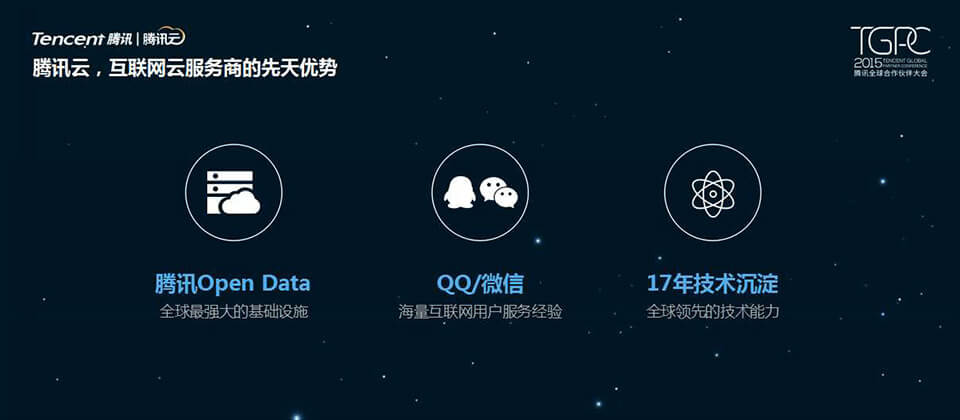 Tencent 腾讯 | 腾讯云
腾讯云，互联网云服务商的先天优势
TGPC
2015 TENCENT GLOBAL
PARTNER CONFERENCE
腾讯全球合作伙伴大会
腾讯Open Data
全球最强大的基础设施
QQ/微信
海量互联网用户服务经验
17年技术沉淀
全球领先的技术能力